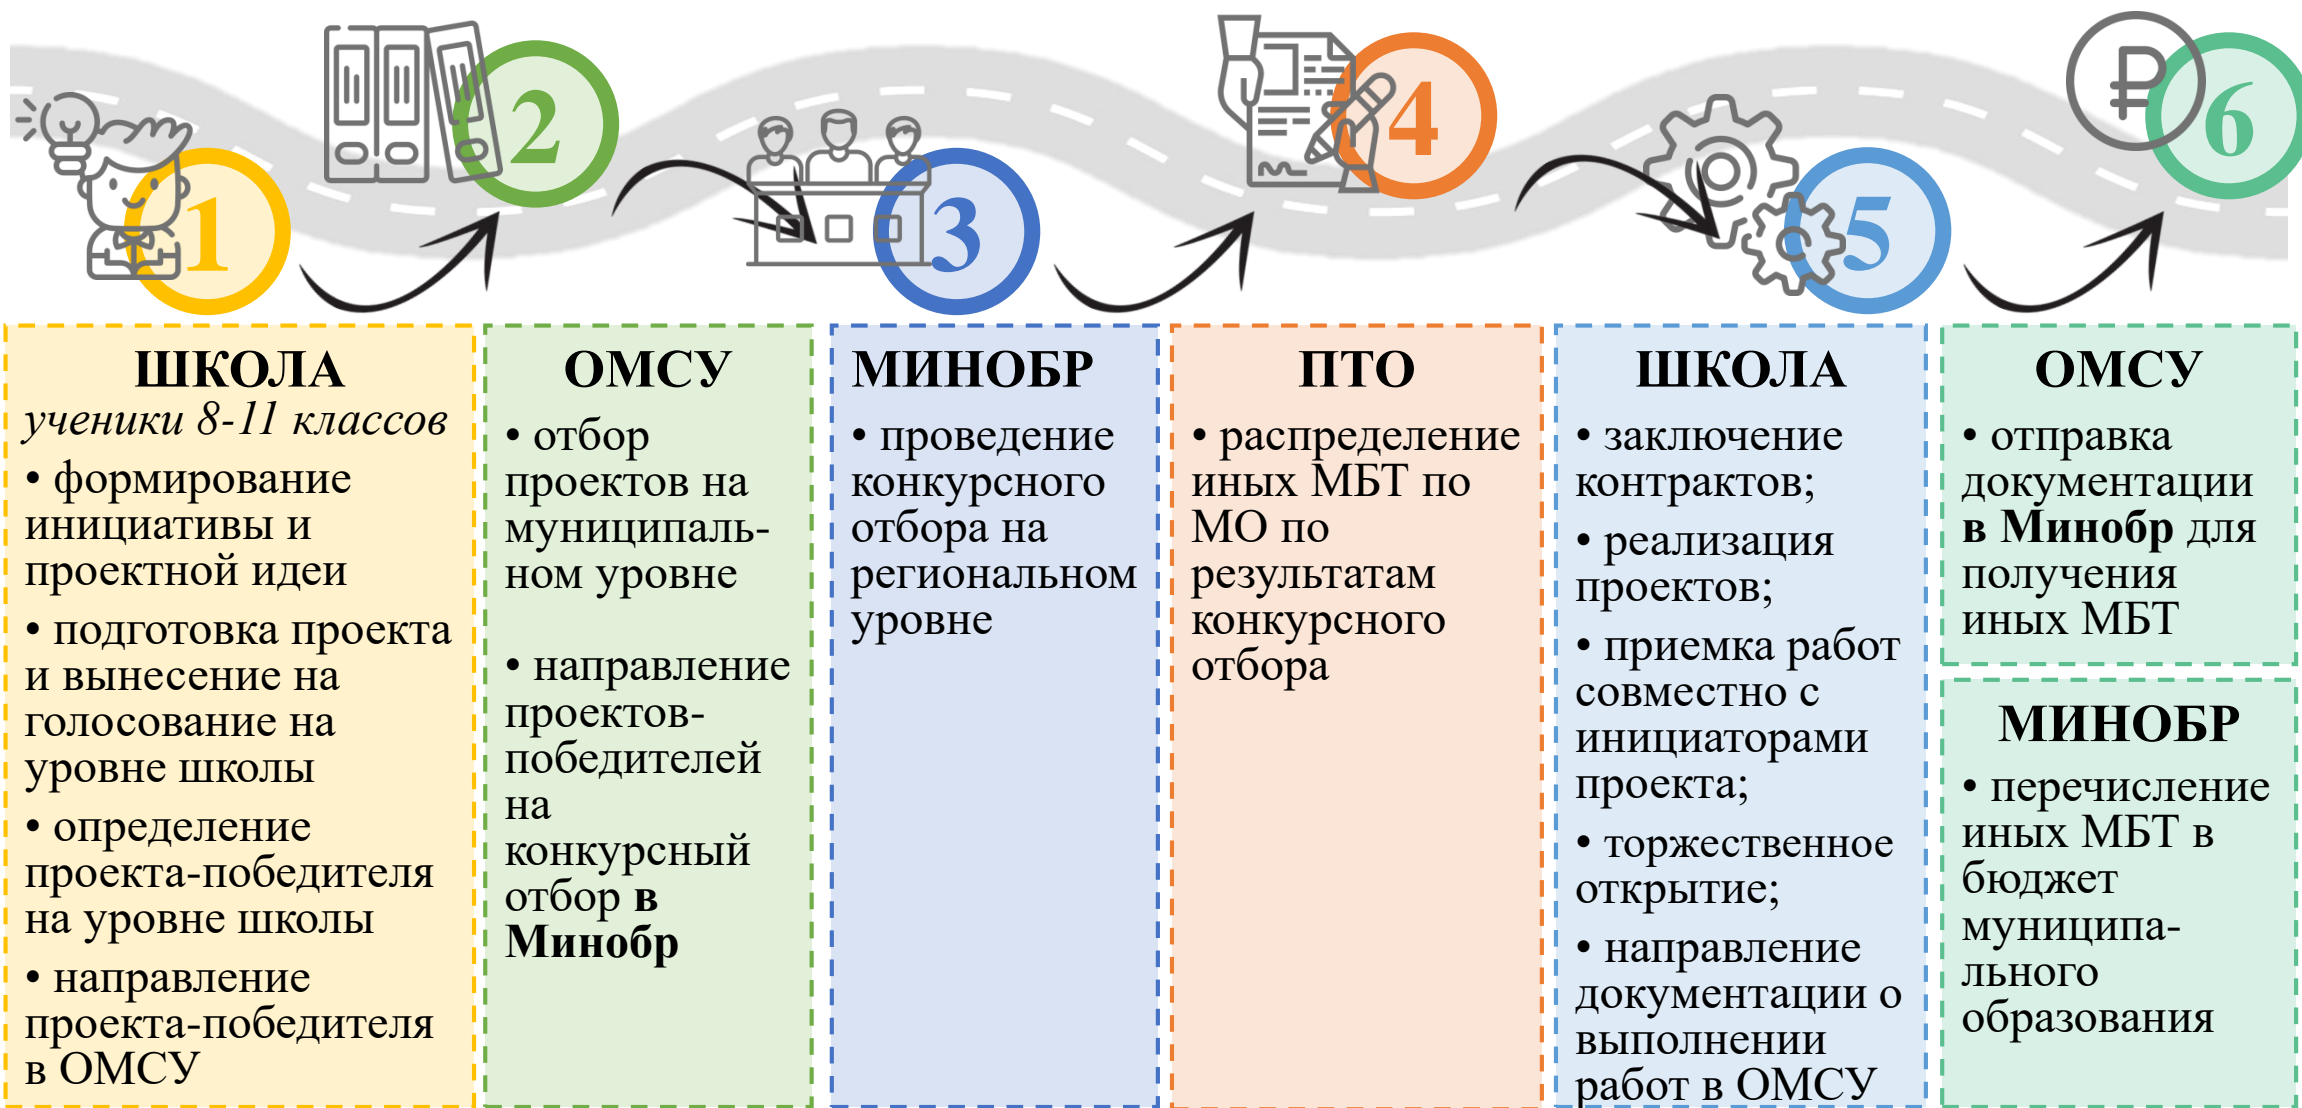 1
2
3
4
5
6
ШКОЛА
ученики 8-11 классов
• формирование
инициативы и
проектной идеи
• подготовка проекта
и вынесение на
голосование на
уровне школы
• определение
проекта-победителя
на уровне школы
• направление
проекта-победителя
в ОМСУ
ОМСУ
• отбор
проектов на
муниципаль-
ном уровне
• направление
проектов-
победителей
на
конкурсный
отбор в
Минобр
МИНОБР
• проведение
конкурсного
отбора на
региональном
уровне
ПТО
• распределение
иных МБТ по
МО по
результатам
конкурсного
отбора
ШКОЛА
• заключение
контрактов;
• реализация
проектов;
• приемка работ
совместно с
инициаторами
проекта;
• торжественное
открытие;
• направление
документации о
выполнении
работ в ОМСУ
ОМСУ
• отправка
документации
в Минобр для
получения
иных МБТ
МИНОБР
• перечисление
иных МБТ в
бюджет
муниципа-
льного
образования